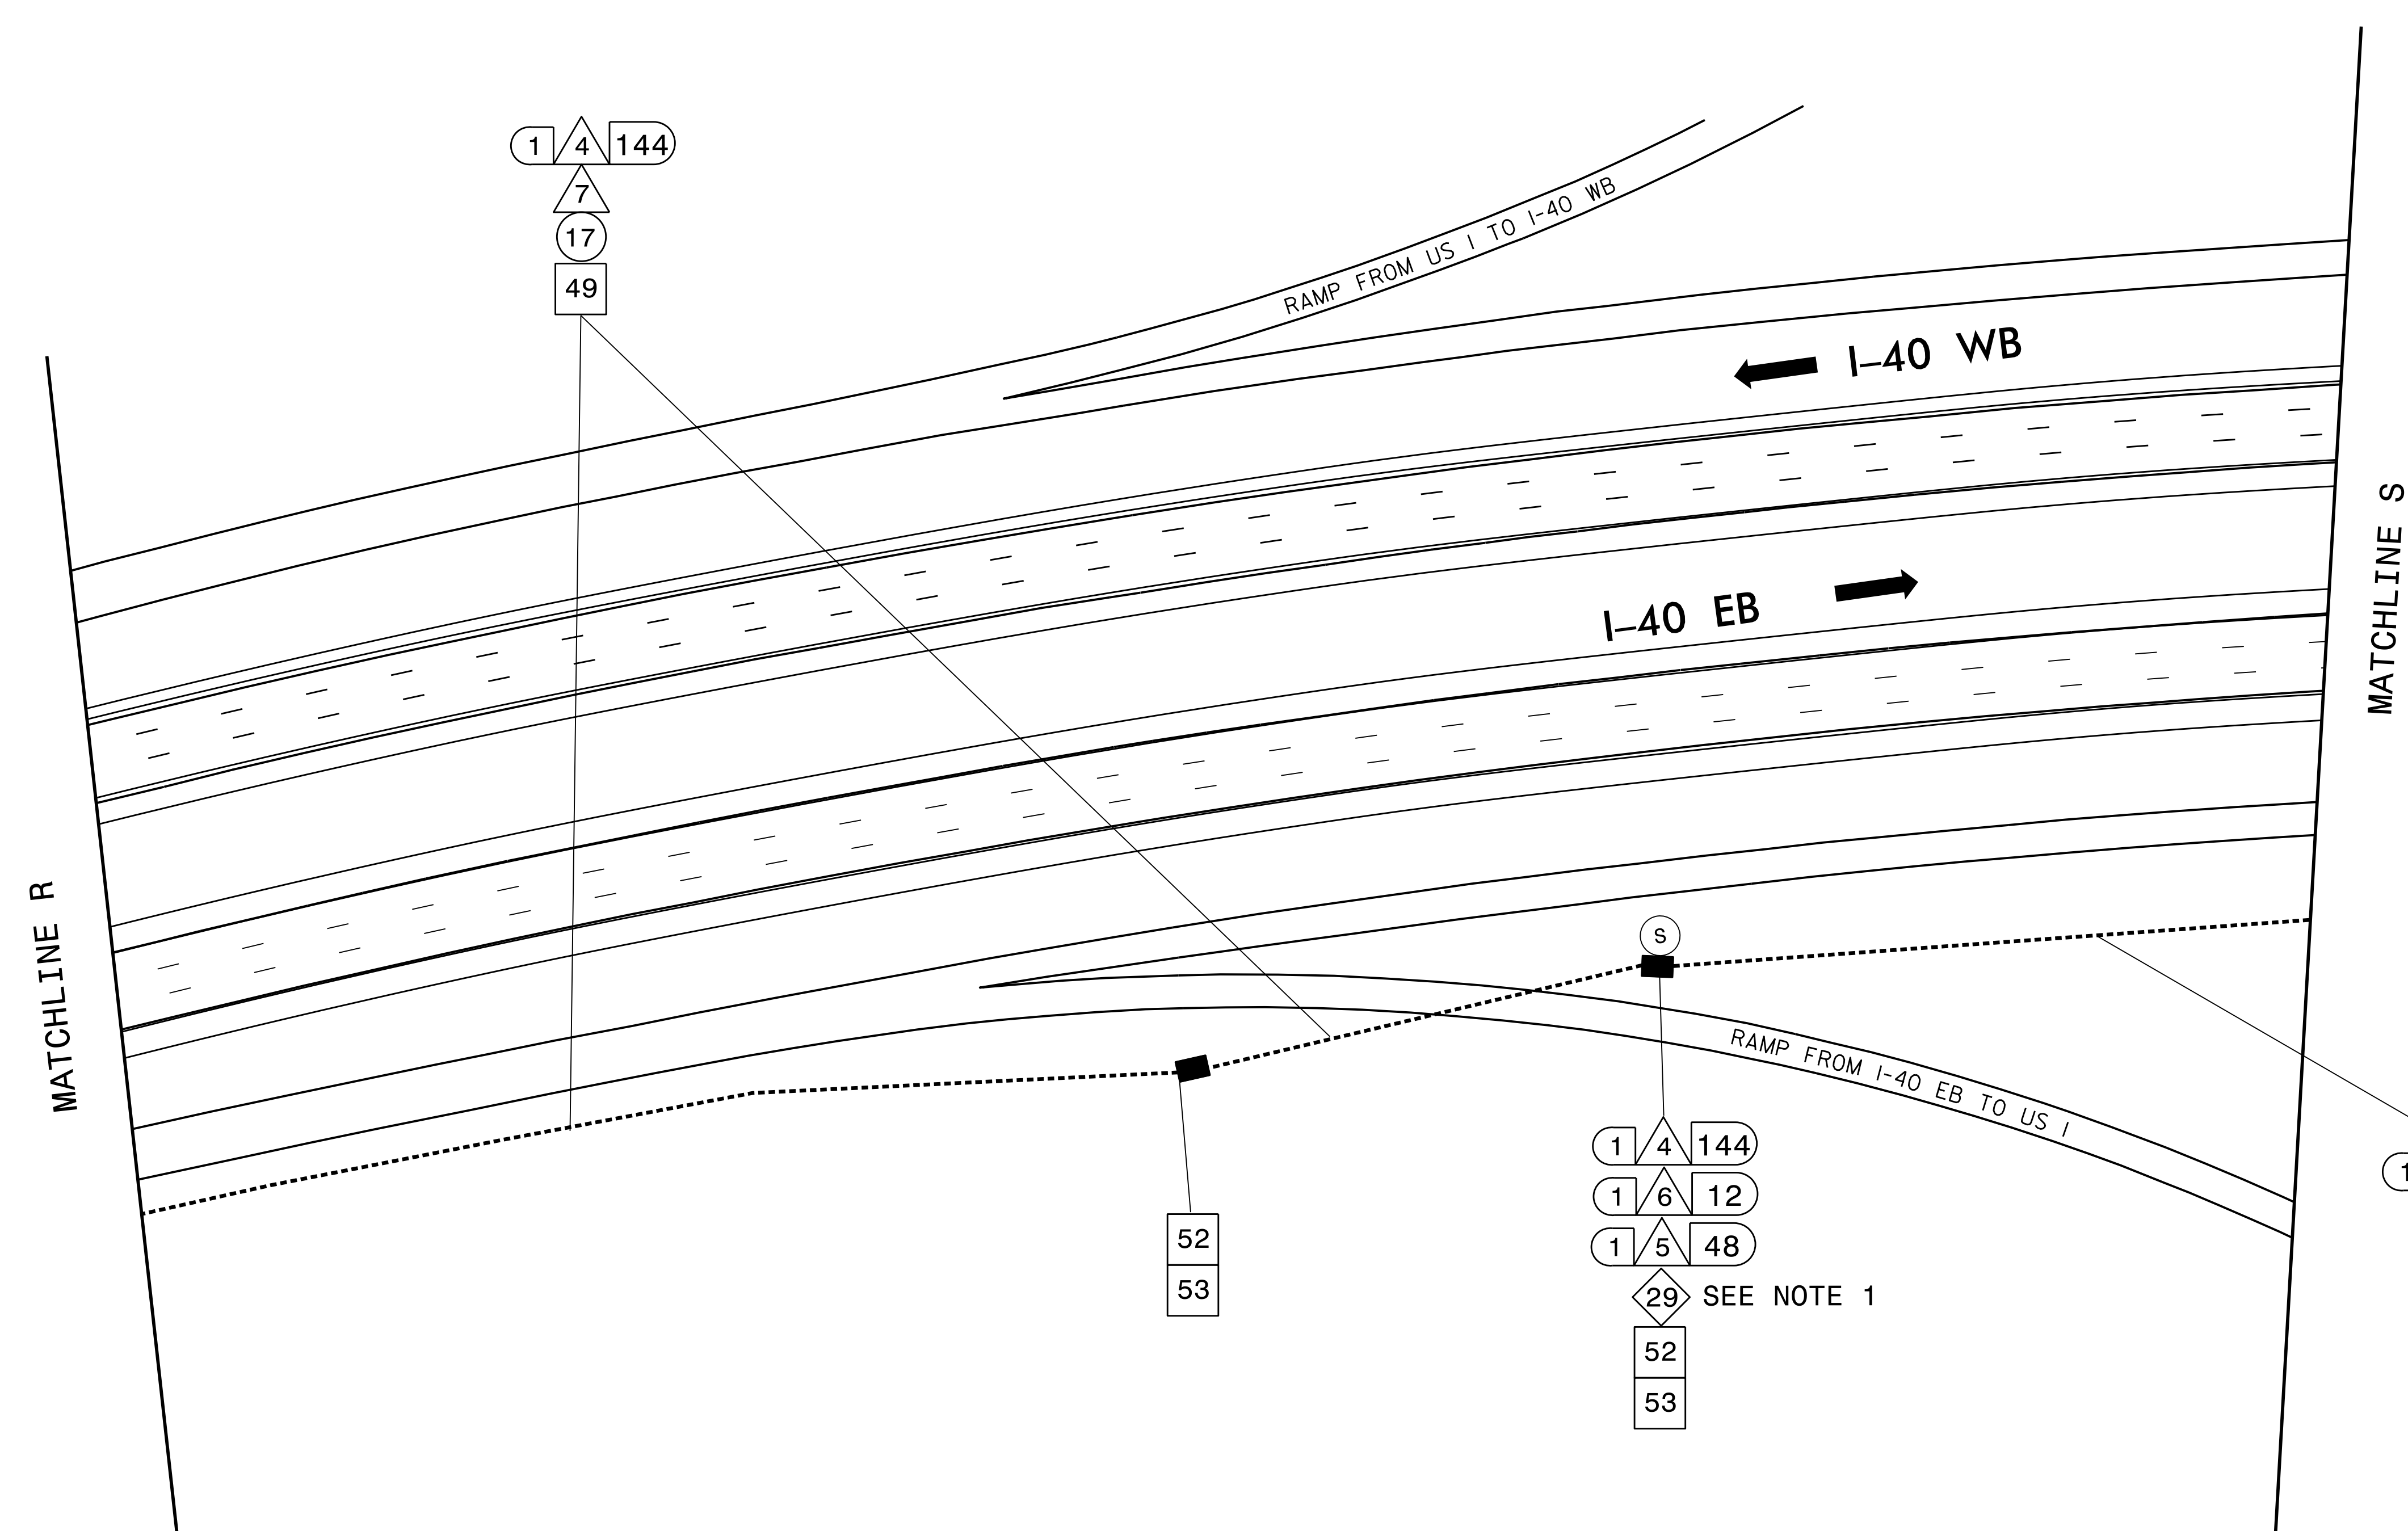 1 4 144
7
17
49
RAMP FROM US 1 TO I-40 WB
I-40 WB
I-40 EB
MATCHLINE S
MATCHLINE R
S
RAMP FROM I-40 EB TO US 1
52
53
1 4 144
1 6 12
1 5 48
29 SEE NOTE 1
52
53
1